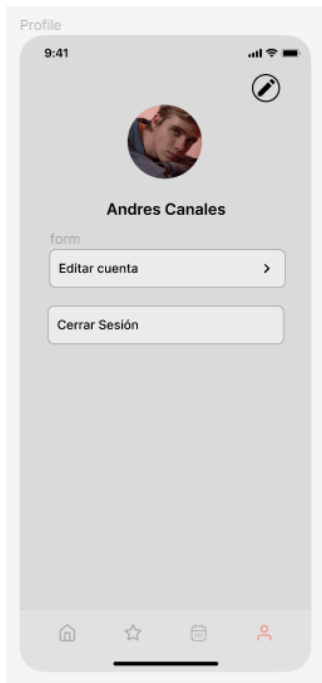 Profile
9:41
Andres Canales
form
Editar cuenta
Cerrar Sesión